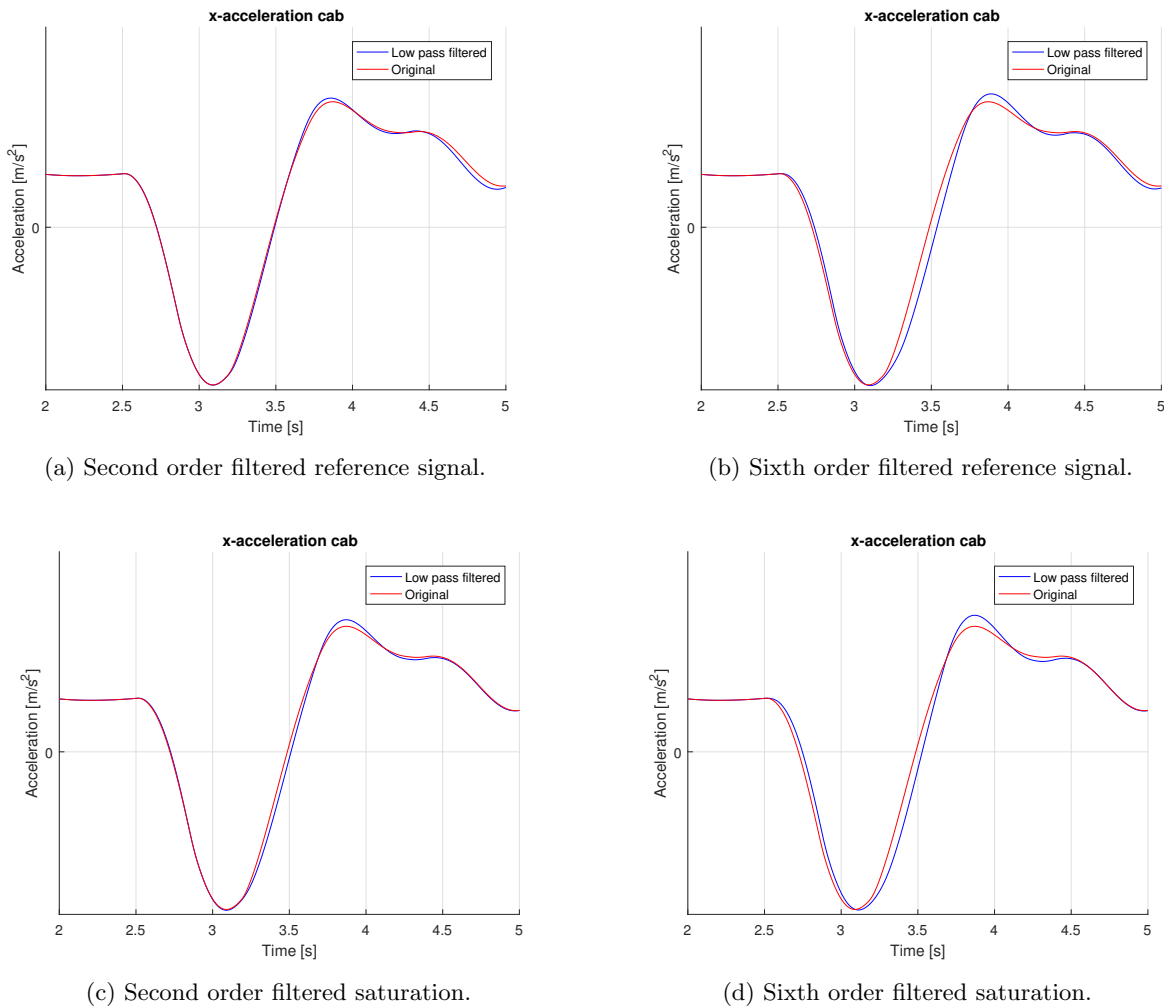 x-acceleration cab
Low pass filtered
Original
Acceleration [m/s²]
0
2 2.5 3 3.5 4 4.5 5
Time [s]
(a) Second order filtered reference signal.
x-acceleration cab
Low pass filtered
Original
Acceleration [m/s²]
0
2 2.5 3 3.5 4 4.5 5
Time [s]
(b) Sixth order filtered reference signal.
x-acceleration cab
Low pass filtered
Original
Acceleration [m/s²]
0
2 2.5 3 3.5 4 4.5 5
Time [s]
(c) Second order filtered saturation.
x-acceleration cab
Low pass filtered
Original
Acceleration [m/s²]
0
2 2.5 3 3.5 4 4.5 5
Time [s]
(d) Sixth order filtered saturation.